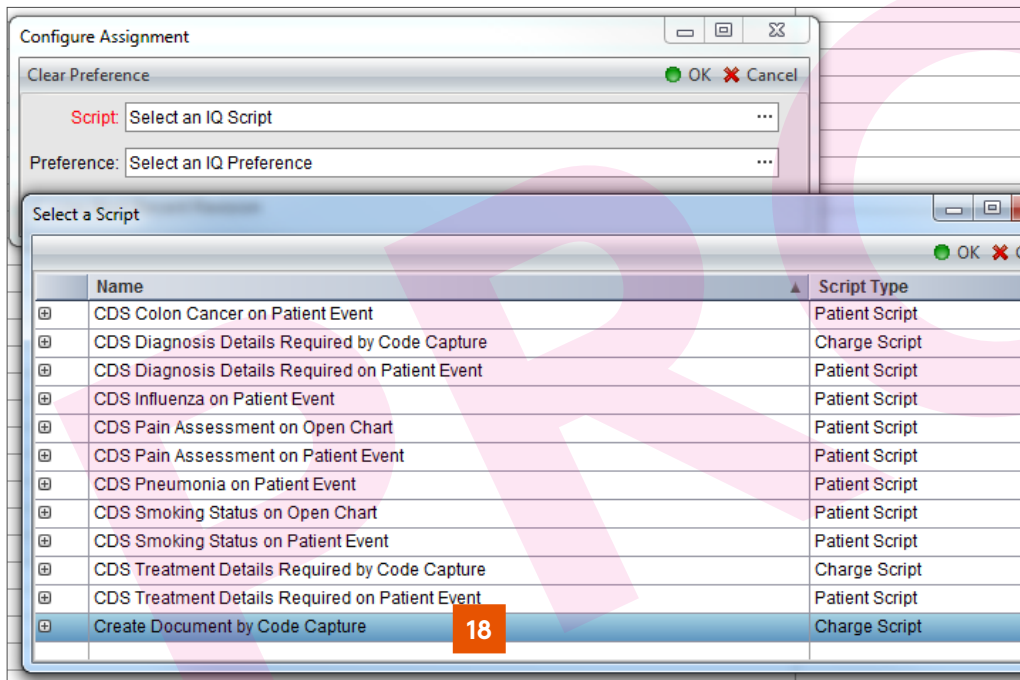 Configure Assignment
Clear Preference OK Cancel
Script: Select an IQ Script ...
Preference: Select an IQ Preference ...
Select a Script
OK
Name Script Type
CDS Colon Cancer on Patient Event Patient Script
CDS Diagnosis Details Required by Code Capture Charge Script
CDS Diagnosis Details Required on Patient Event Patient Script
CDS Influenza on Patient Event Patient Script
CDS Pain Assessment on Open Chart Patient Script
CDS Pain Assessment on Patient Event Patient Script
CDS Pneumonia on Patient Event Patient Script
CDS Smoking Status on Open Chart Patient Script
CDS Smoking Status on Patient Event Patient Script
CDS Treatment Details Required by Code Capture Charge Script
CDS Treatment Details Required on Patient Event Patient Script
Create Document by Code Capture 18 Charge Script